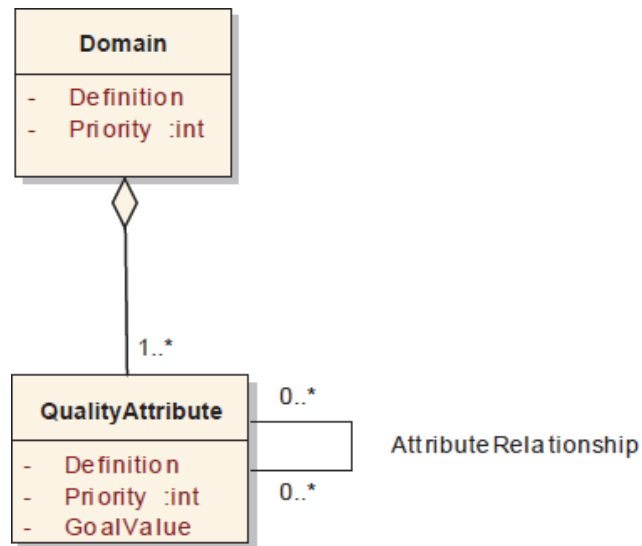 Domain
- Definition
- Priority :int
1..*
QualityAttribute
- Definition
- Priority :int
- GoalValue
0..*
AttributeRelationship
0..*